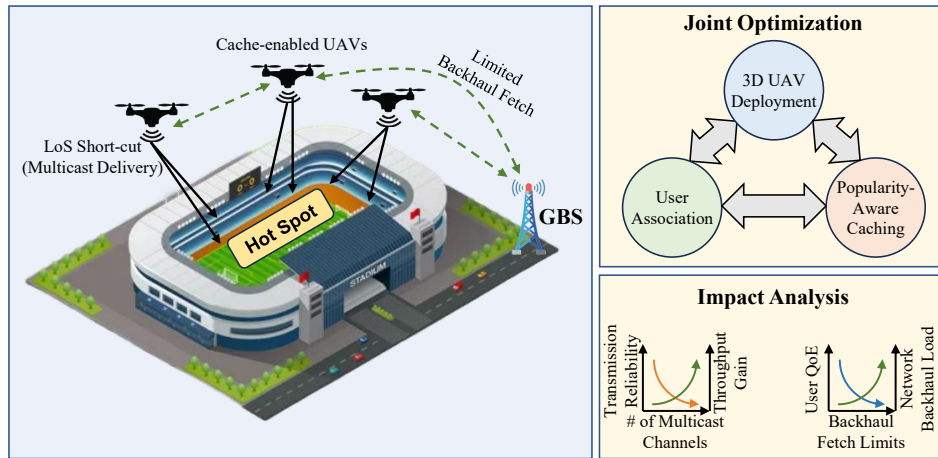 Cache-enabled UAVs
Limited
Backhaul Fetch
LoS Short-cut
(Multicast Delivery)
0-0
Hot Spot
GBS
STADIUM
Joint Optimization
3D UAV
Deployment
User
Association
Popularity-
Aware
Caching
Impact Analysis
Transmission
Reliability
Throughput
Gain
# of Multicast
Channels
User QoE
Network
Backhaul Load
Backhaul
Fetch Limits